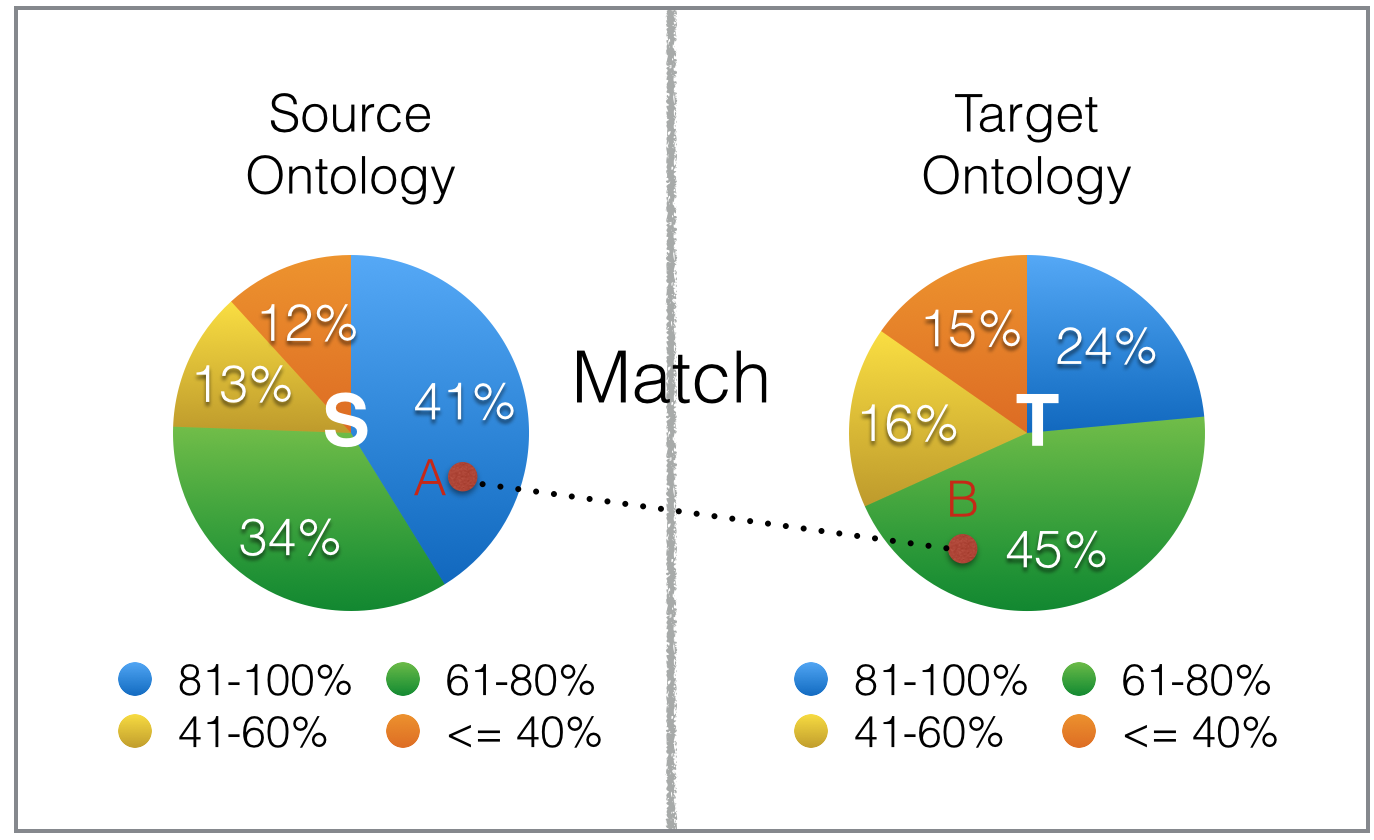 Source
Ontology
12%
13%
S
41%
A
34%
81-100%
61-80%
41-60%
<= 40%
Match
Target
Ontology
15%
24%
16%
T
B
45%
81-100%
61-80%
41-60%
<= 40%